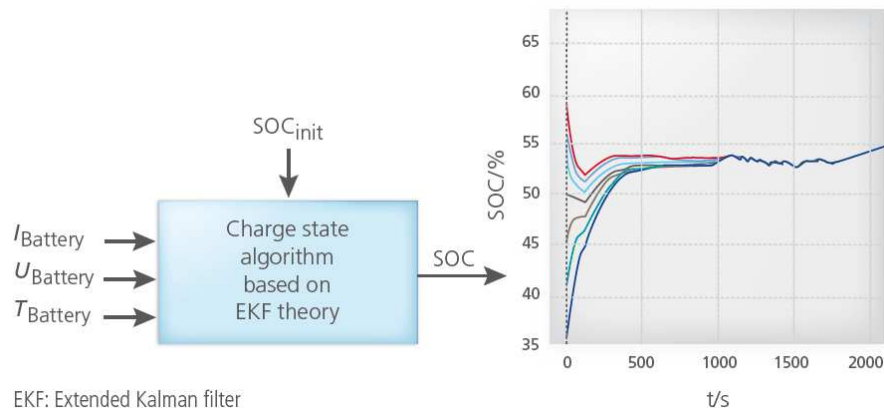 SOCinit
IBattery
UBattery
TBattery
Charge state
algorithm
based on
EKF theory
SOC
EKF: Extended Kalman filter
SOC/%
65
60
55
50
45
40
35
0 500 1000 1500 2000
t/s